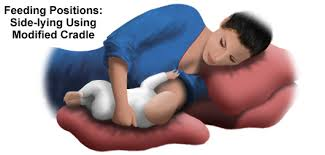 Feeding Positions:
Side-lying Using
Modified Cradle